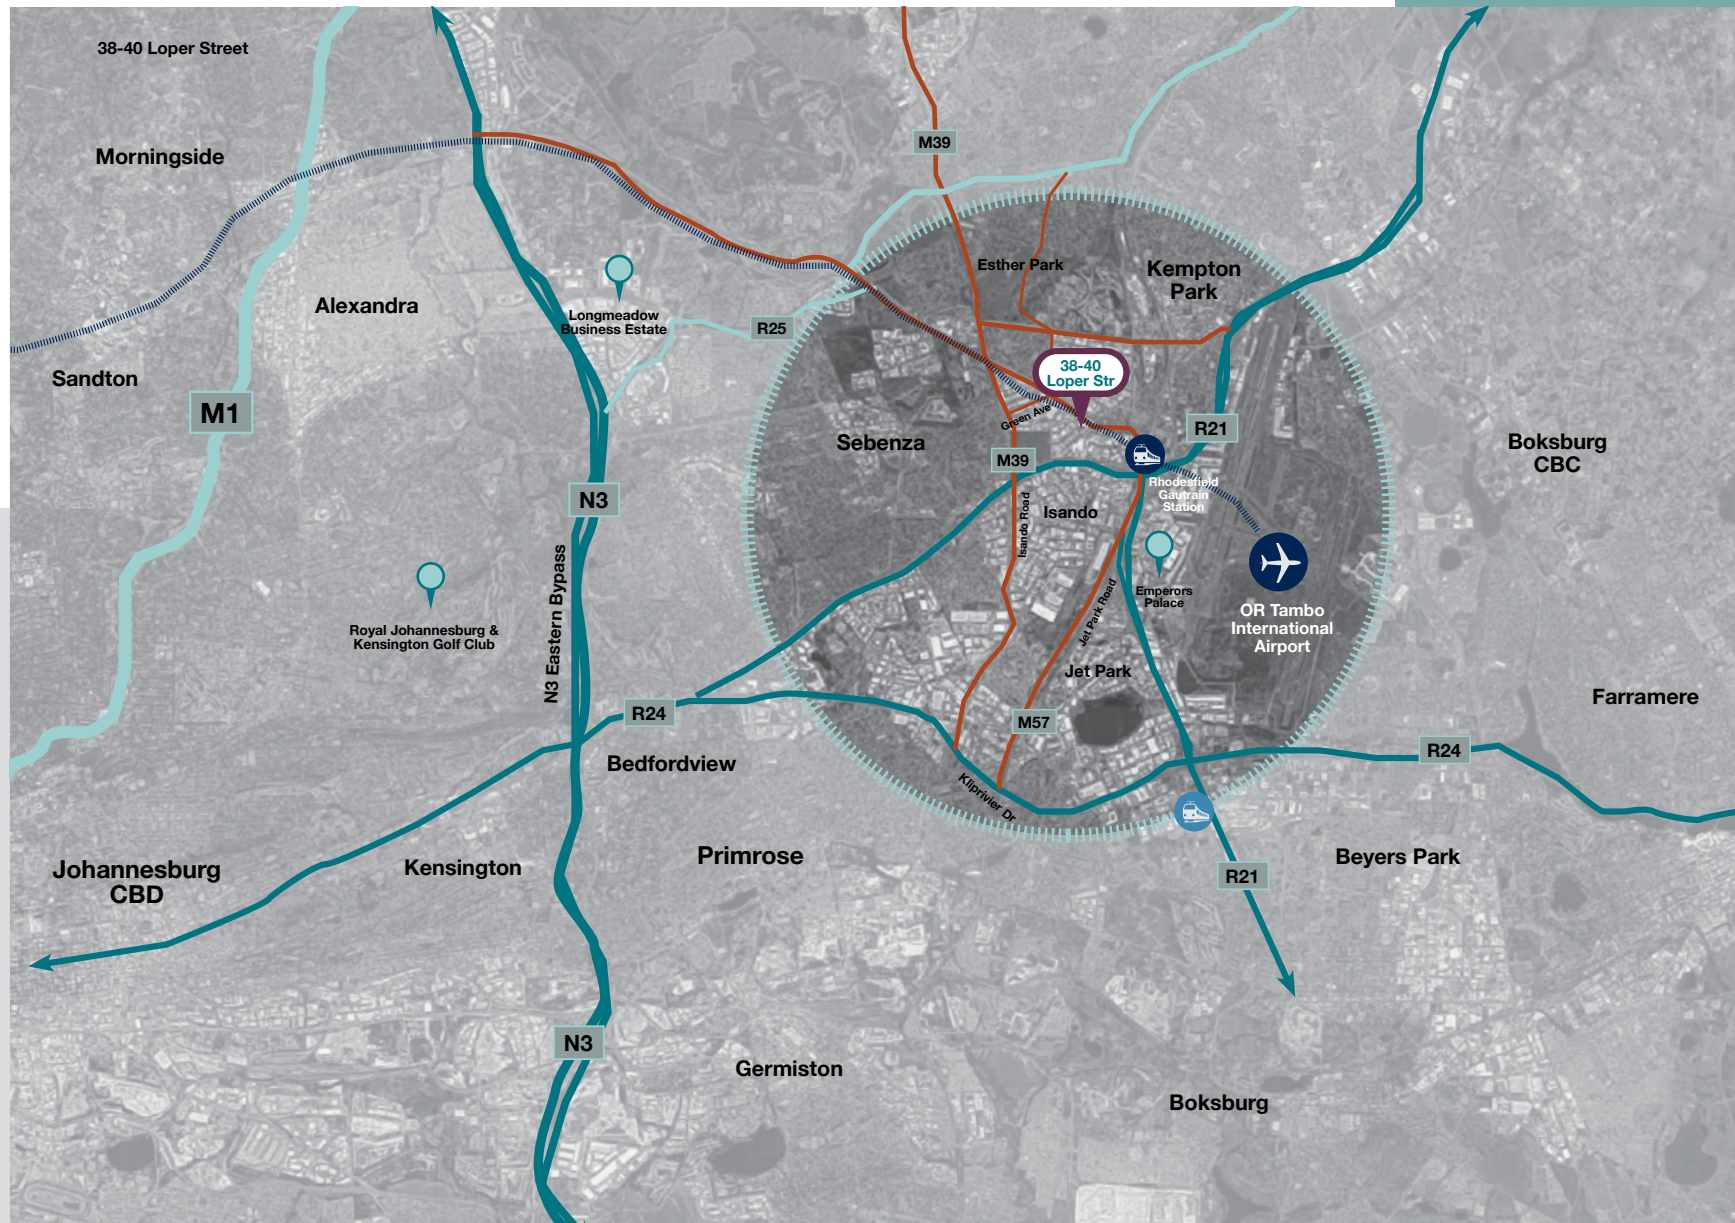 38-40 Loper Street
M39
Morningside
Esther Park
Kempton
Park
Alexandra
Longmeadow
Business Estate
R25
Sandton
38-40
Loper Str
M1
Green Ave
R21
Sebenza
Boksburg
CBC
M39
Rhodesfield
Gautrain
Station
N3
Isando Road
Isando
Emperors
Palace
OR Tambo
International
Airport
N3 Eastern Bypass
Royal Johannesburg &
Kensington Golf Club
Jet Park Road
Jet Park
Farramere
R24
M57
R24
Bedfordview
Kliprivier Dr
Johannesburg
CBD
Kensington
Primrose
Beyers Park
R21
N3
Germiston
Boksburg